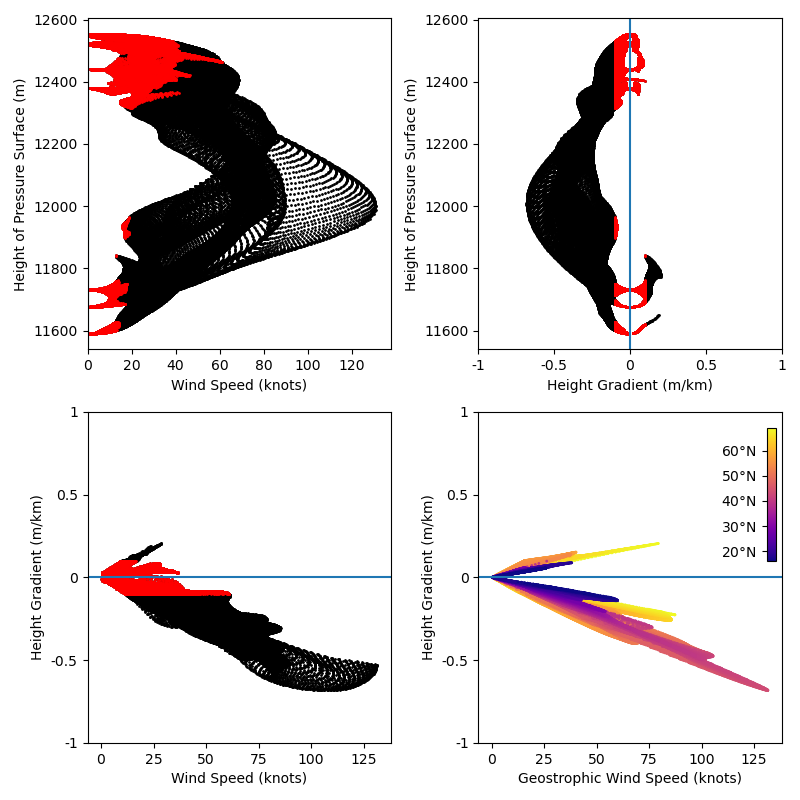 12600
12400
12200
12000
11800
11600
Height of Pressure Surface (m)
0 20 40 60 80 100 120
Wind Speed (knots)
12600
12400
12200
12000
11800
11600
Height of Pressure Surface (m)
-1 -0.5 0 0.5 1
Height Gradient (m/km)
1
0.5
0
-0.5
-1
Height Gradient (m/km)
0 25 50 75 100 125
Wind Speed (knots)
1
0.5
0
-0.5
-1
Height Gradient (m/km)
60°N
50°N
40°N
30°N
20°N
0 25 50 75 100 125
Geostrophic Wind Speed (knots)